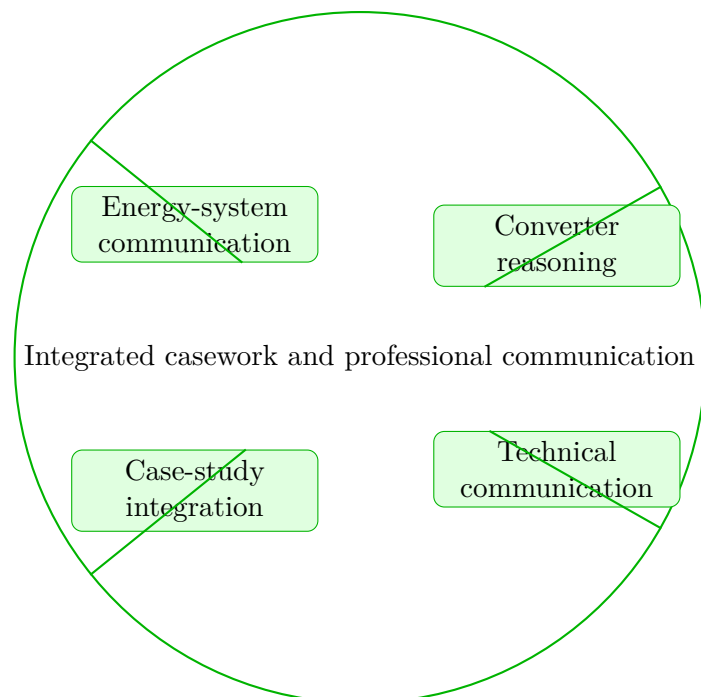 Energy-system
communication
Converter
reasoning
Integrated casework and professional communication
Case-study
integration
Technical
communication